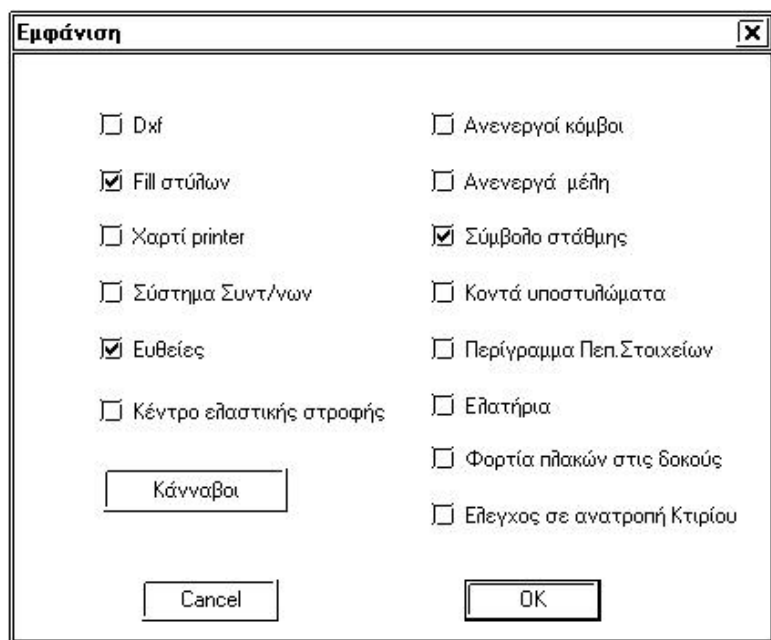 Εμφάνιση
Dxf
Fill στύλων
Χαρτί printer
Σύστημα Συντ/νων
Ευθείες
Κέντρο ελαστικής στροφής
Κάνναβοι
Ανενεργοί κόμβοι
Ανενεργά μέλη
Σύμβολο στάθμης
Κοντά υποστυλώματα
Περίγραμμα Πεπ.Στοιχείων
Ελατήρια
Φορτία πλακών στις δοκούς
Ελεγχος σε ανατροπή Κτιρίου
Cancel
OK